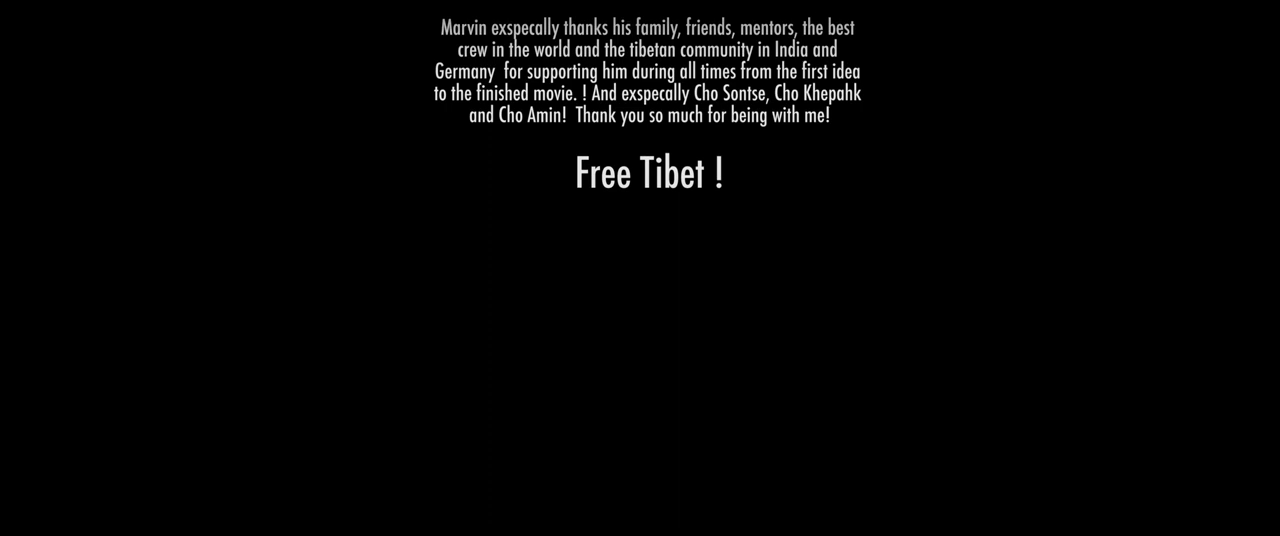 Marvin exspecally thanks his family, friends, mentors, the best
crew in the world and the tibetan community in India and
Germany  for supporting him during all times from the first idea
to the finished movie. ! And exspecally Cho Sontse, Cho Khepahk
and Cho Amin!  Thank you so much for being with me!
Free Tibet !